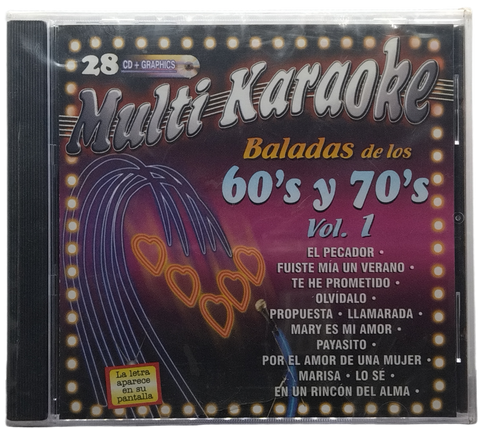 28 CD + GRAPHICS
Multi Karaoke
Baladas de los
60's y 70's
Vol. 1
EL PECADOR •
FUISTE MÍA UN VERANO •
TE HE PROMETIDO •
OLVIDALO •
PROPUESTA • LLAMARADA •
MARY ES MI AMOR •
PAYASITO •
POR EL AMOR DE UNA MUJER •
MARISA • LO SÉ •
EN UN RINCON DEL ALMA •
La letra
aparece
en su
pantalla